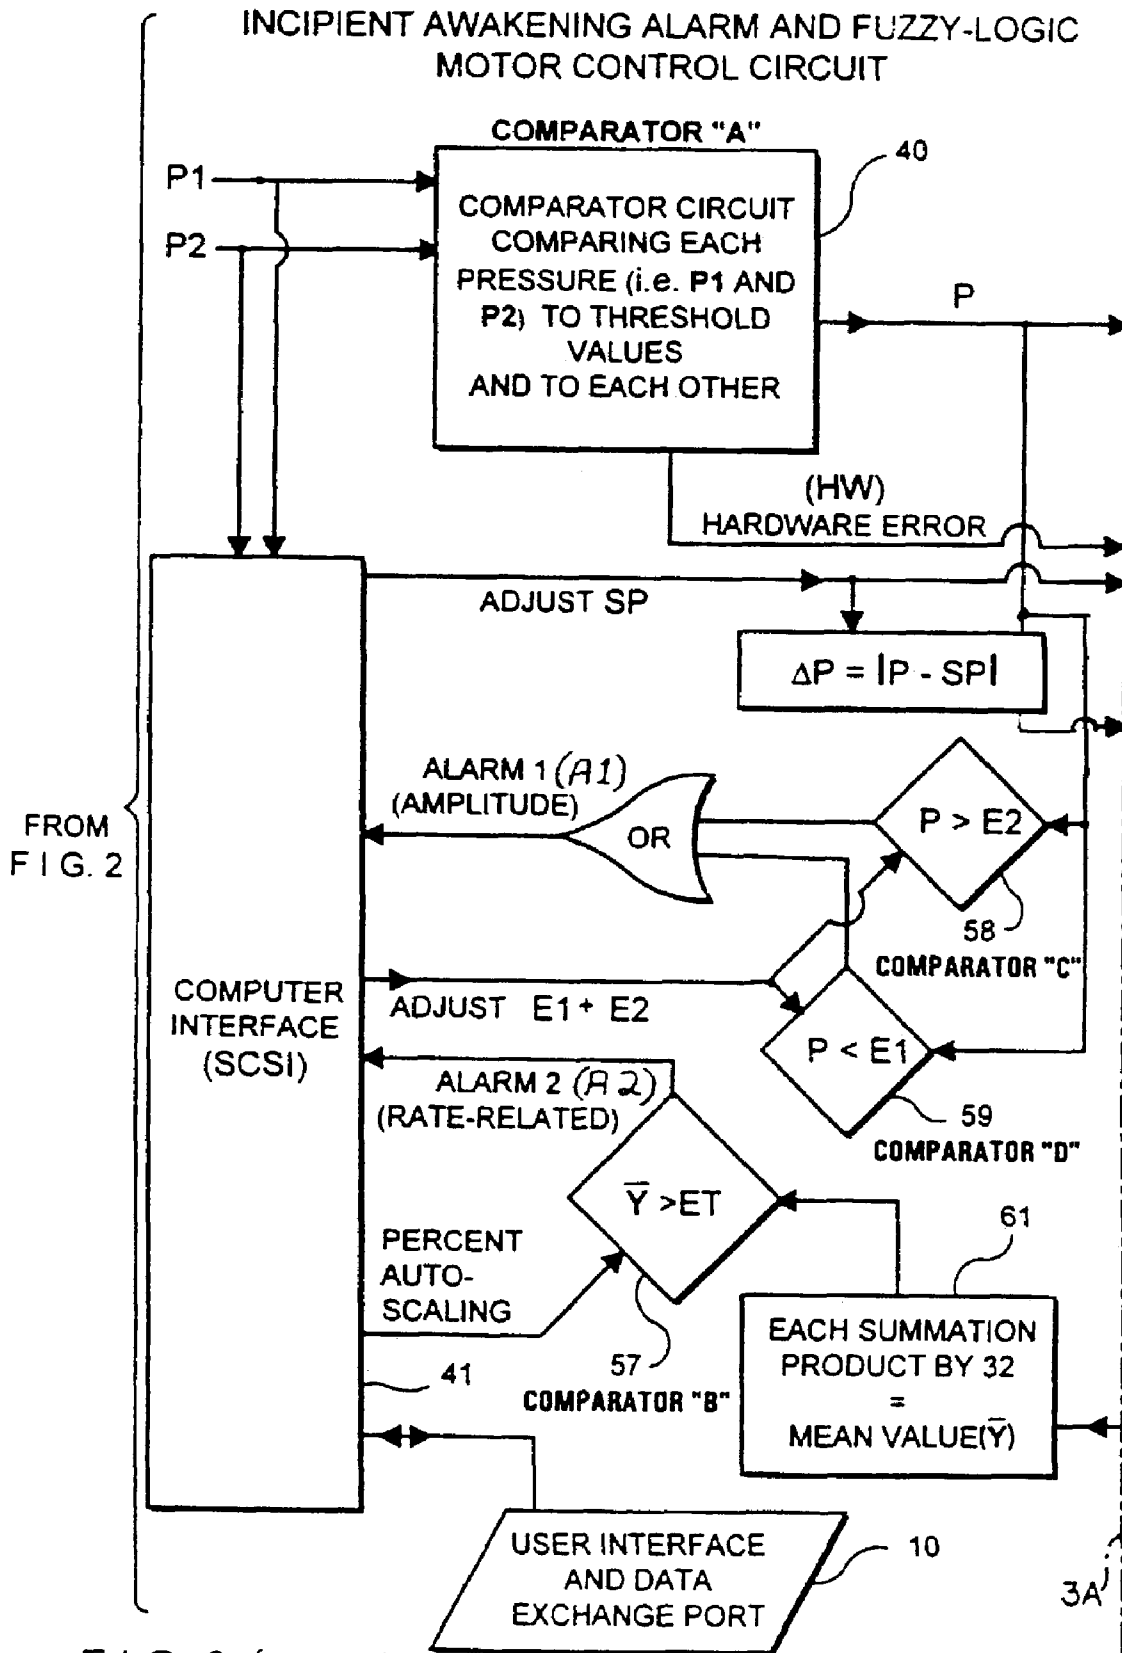 INCIPIENT AWAKENING ALARM AND FUZZY-LOGIC
MOTOR CONTROL CIRCUIT
COMPARATOR "A"
40
P1
P2
COMPARATOR CIRCUIT
COMPARING EACH
PRESSURE (i.e. P1 AND
P2) TO THRESHOLD
VALUES
AND TO EACH OTHER
P
(HW)
HARDWARE ERROR
ADJUST SP
ΔP = |P - SP|
ALARM 1 (A1)
(AMPLITUDE)
OR
P > E2
58
COMPARATOR "C"
FROM
FIG. 2
COMPUTER
INTERFACE
(SCSI)
ADJUST E1 + E2
P < E1
59
COMPARATOR "D"
ALARM 2 (A2)
(RATE-RELATED)
Y̅ >ET
PERCENT
AUTO-
SCALING
57
COMPARATOR "B"
61
EACH SUMMATION
PRODUCT BY 32
=
MEAN VALUE(Y̅)
41
USER INTERFACE
AND DATA
EXCHANGE PORT
10
3A